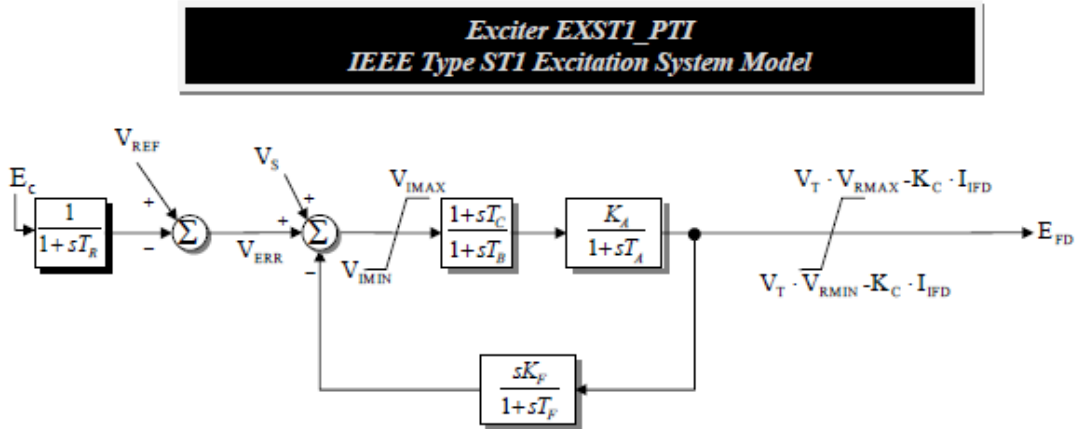 Exciter EXST1_PTI
IEEE Type ST1 Excitation System Model
V_REF
E_c
1
1+sT_R
+
−
Σ
V_ERR
V_S
+
+
−
Σ
V_IMAX
V_IMIN
1+sT_C
1+sT_B
K_A
1+sT_A
V_T · V_RMAX -K_C · I_IFD
V_T · V_RMIN -K_C · I_IFD
E_FD
sK_F
1+sT_F